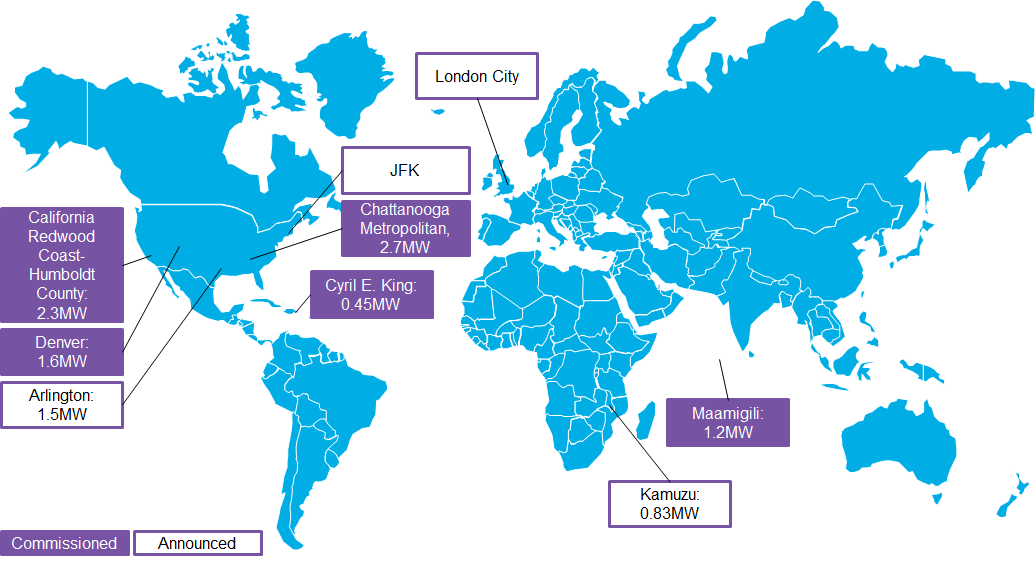 London City
JFK
Chattanooga
Metropolitan,
2.7MW
California
Redwood
Coast-
Humboldt
County:
2.3MW
Cyril E. King:
0.45MW
Denver:
1.6MW
Arlington:
1.5MW
Maamigili:
1.2MW
Kamuzu:
0.83MW
Commissioned
Announced